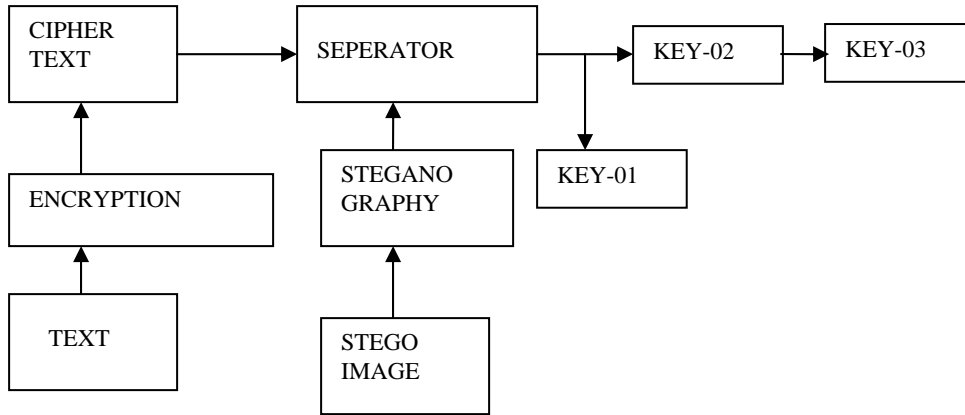 CIPHER
TEXT
SEPERATOR
KEY-02
KEY-03
ENCRYPTION
STEGANO
GRAPHY
KEY-01
TEXT
STEGO
IMAGE